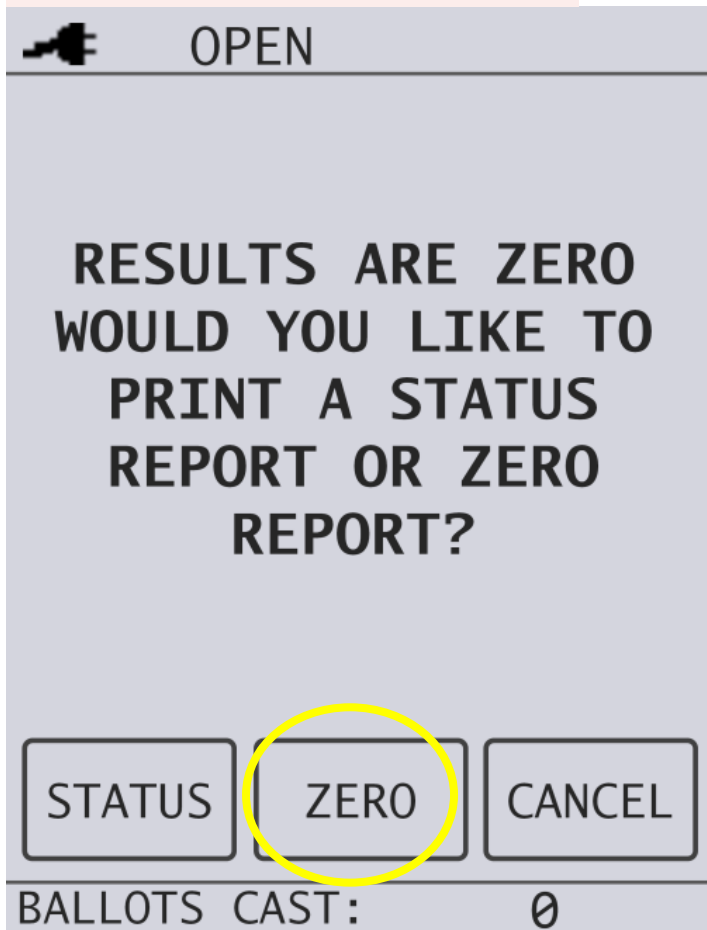 OPEN
RESULTS ARE ZERO
WOULD YOU LIKE TO
PRINT A STATUS
REPORT OR ZERO
REPORT?
STATUS ZERO CANCEL
BALLOTS CAST: 0